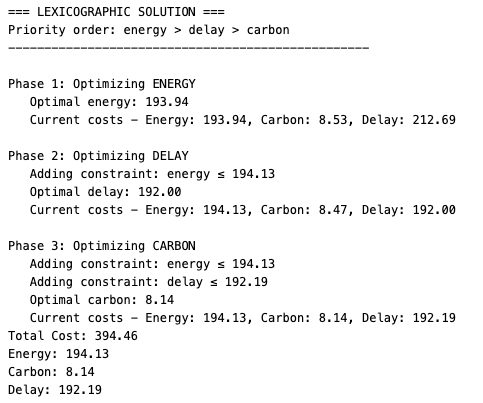 === LEXICOGRAPHIC SOLUTION ===
Priority order: energy > delay > carbon
--------------------------------------------------
Phase 1: Optimizing ENERGY
Optimal energy: 193.94
Current costs - Energy: 193.94, Carbon: 8.53, Delay: 212.69
Phase 2: Optimizing DELAY
Adding constraint: energy ≤ 194.13
Optimal delay: 192.00
Current costs - Energy: 194.13, Carbon: 8.47, Delay: 192.00
Phase 3: Optimizing CARBON
Adding constraint: energy ≤ 194.13
Adding constraint: delay ≤ 192.19
Optimal carbon: 8.14
Current costs - Energy: 194.13, Carbon: 8.14, Delay: 192.19
Total Cost: 394.46
Energy: 194.13
Carbon: 8.14
Delay: 192.19